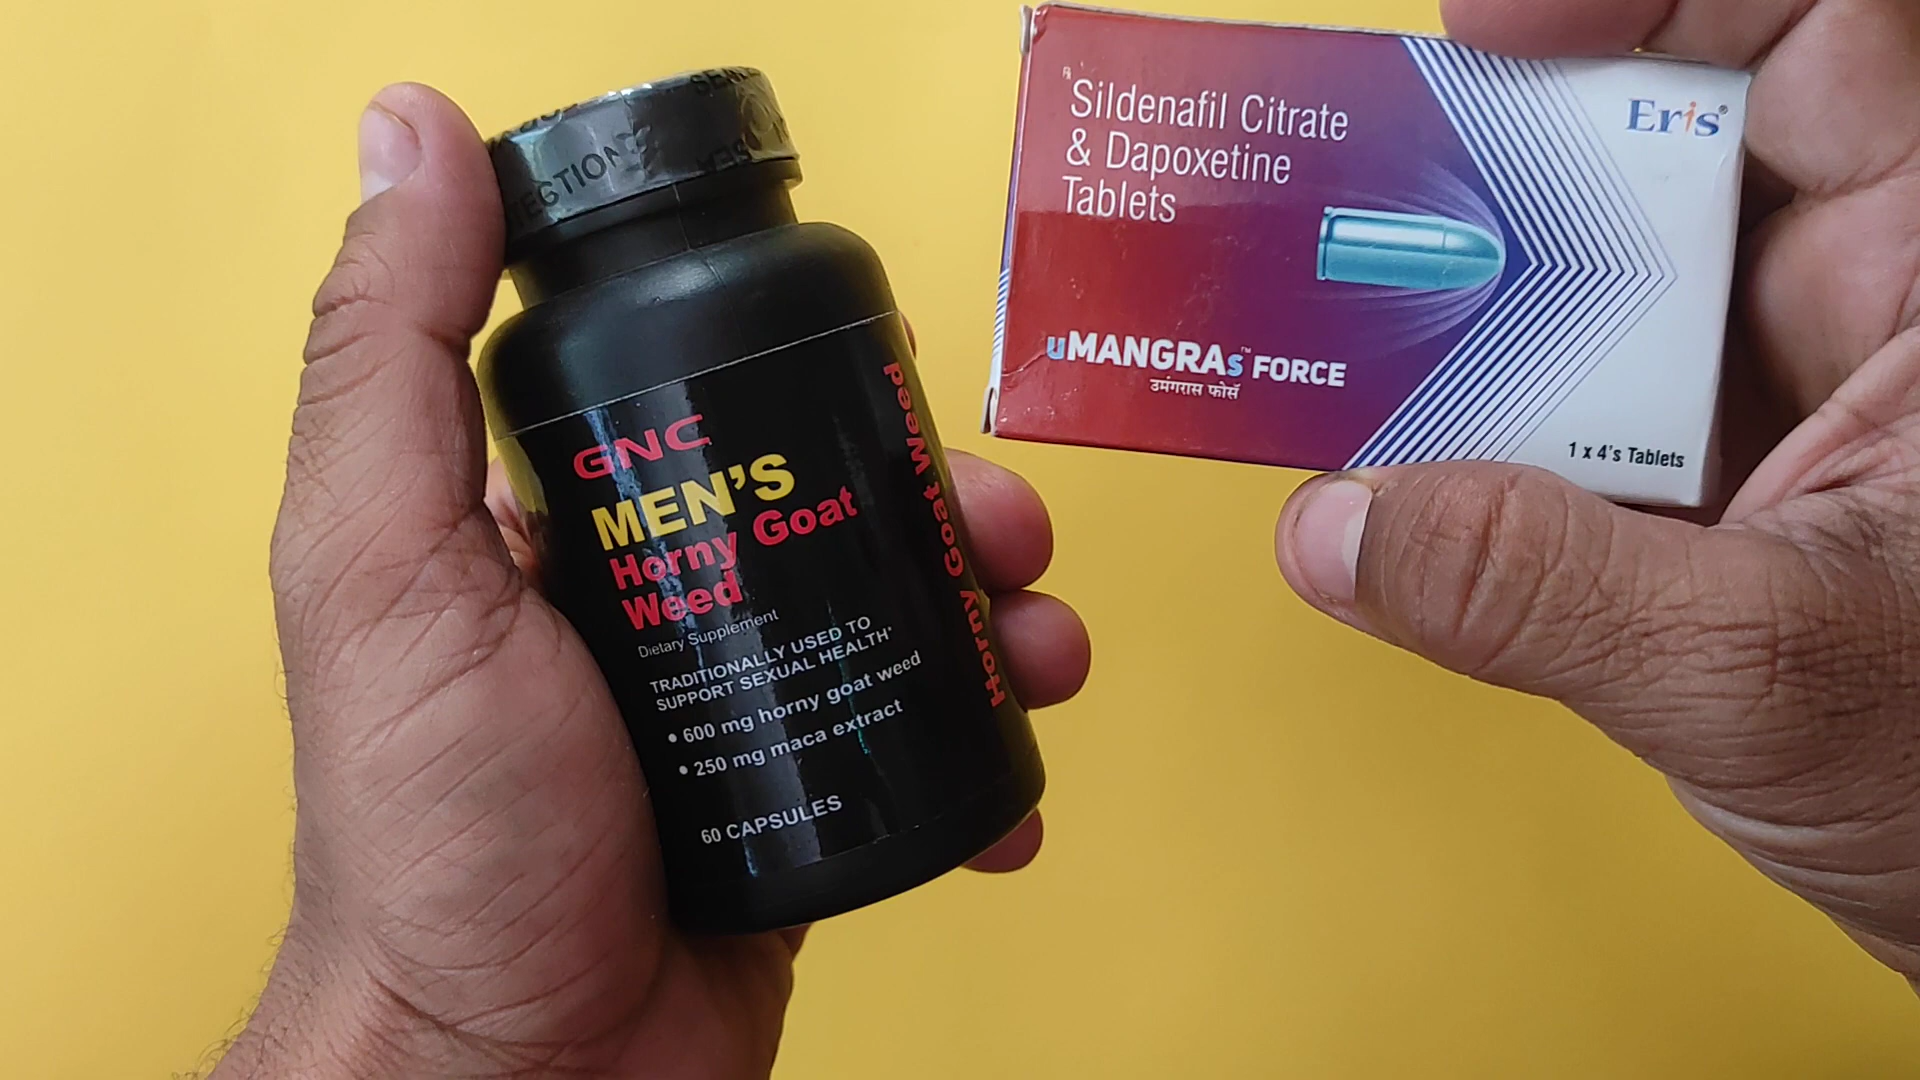 GNC
MEN'S
Horny Goat
Weed
Dietary Supplement
TRADITIONALLY USED TO
SUPPORT SEXUAL HEALTH*
• 600 mg horny goat weed
• 250 mg maca extract
60 CAPSULES
Horny Goat Weed
℞
Sildenafil Citrate
& Dapoxetine
Tablets
Eris®
uMANGRAs™ FORCE
उमंगरास फोर्स
1 x 4's Tablets